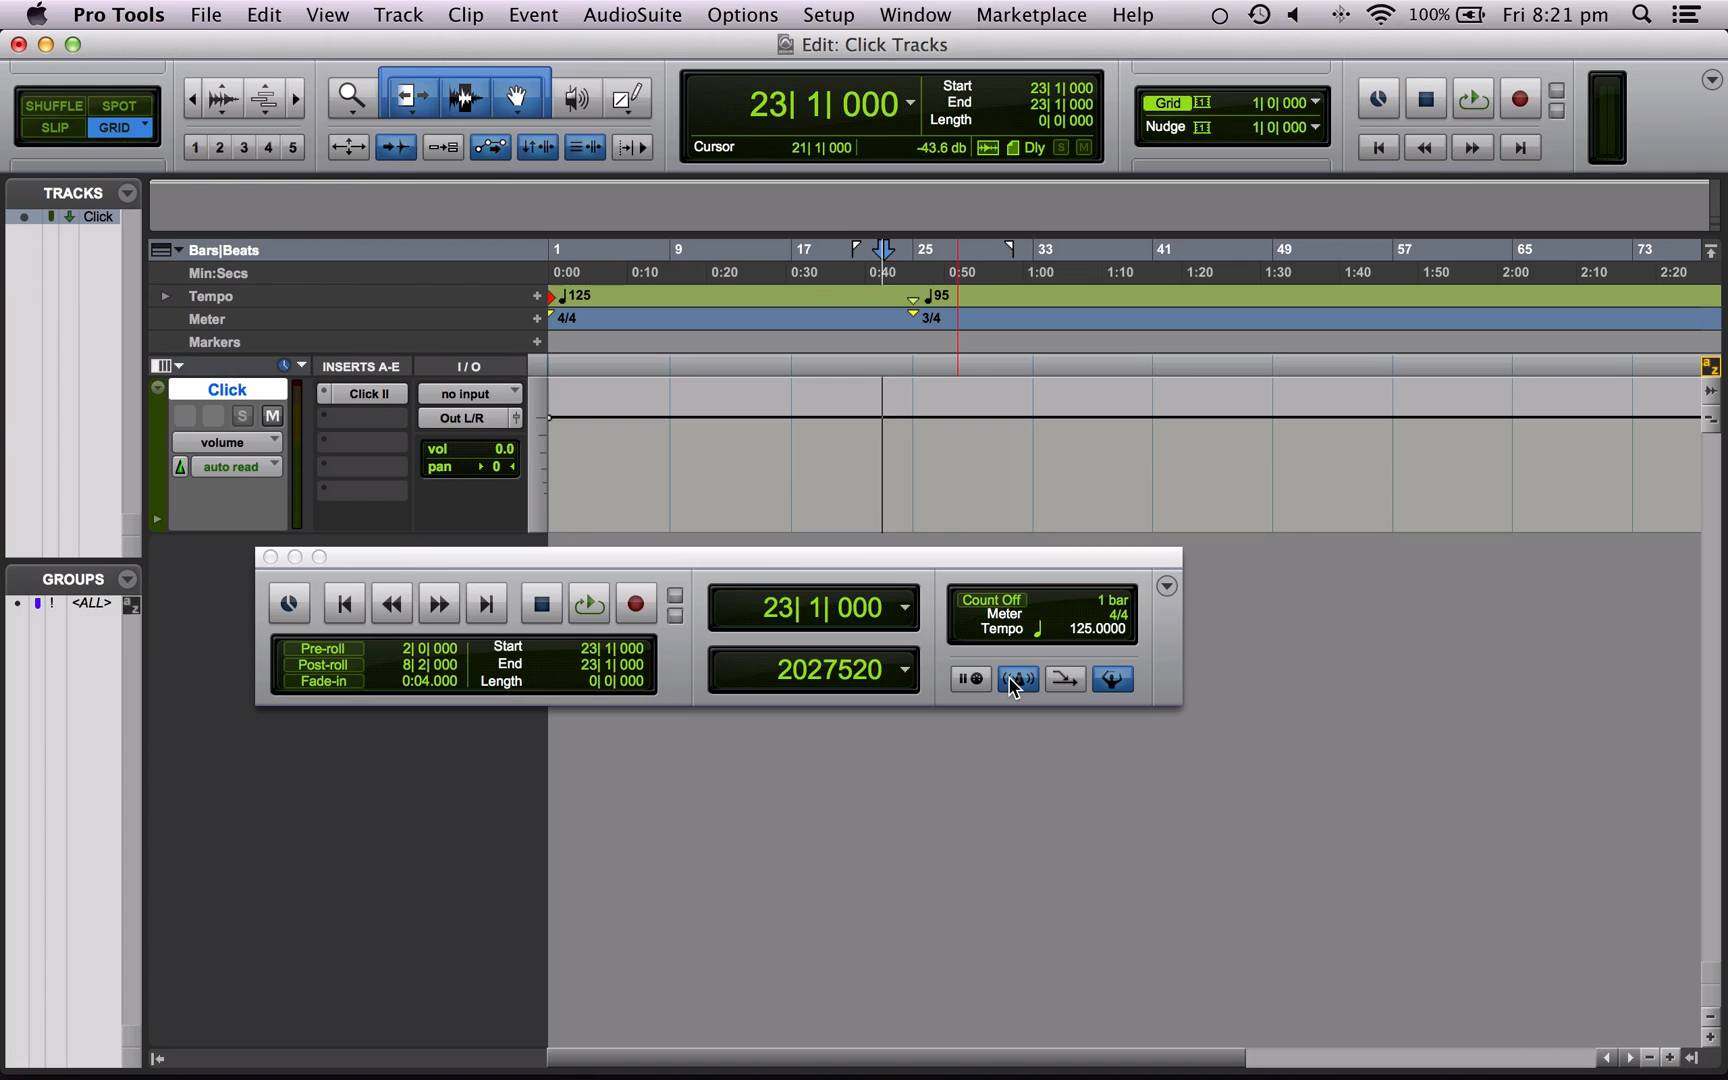 Pro Tools File Edit View Track Clip Event AudioSuite Options Setup Window Marketplace Help 100% Fri 8:21 pm
Edit: Click Tracks
SHUFFLE SPOT
SLIP GRID
1 2 3 4 5
23| 1| 000
Start 23| 1| 000
End 23| 1| 000
Length 0| 0| 000
Cursor 21| 1| 000 -43.6 db Dly S M
Grid 1| 0| 000
Nudge 1| 0| 000
TRACKS
Click
Bars|Beats 1 9 17 25 33 41 49 57 65 73
Min:Secs 0:00 0:10 0:20 0:30 0:40 0:50 1:00 1:10 1:20 1:30 1:40 1:50 2:00 2:10 2:20
Tempo + 125 95
Meter + 4/4 3/4
Markers +
INSERTS A-E I / O
Click Click II no input
S M Out L/R
volume vol 0.0
auto read pan 0
a z
GROUPS
! <ALL> a z
23| 1| 000
2027520
Count Off 1 bar
Meter 4/4
Tempo 125.0000
Pre-roll 2| 0| 000 Start 23| 1| 000
Post-roll 8| 2| 000 End 23| 1| 000
Fade-in 0:04.000 Length 0| 0| 000